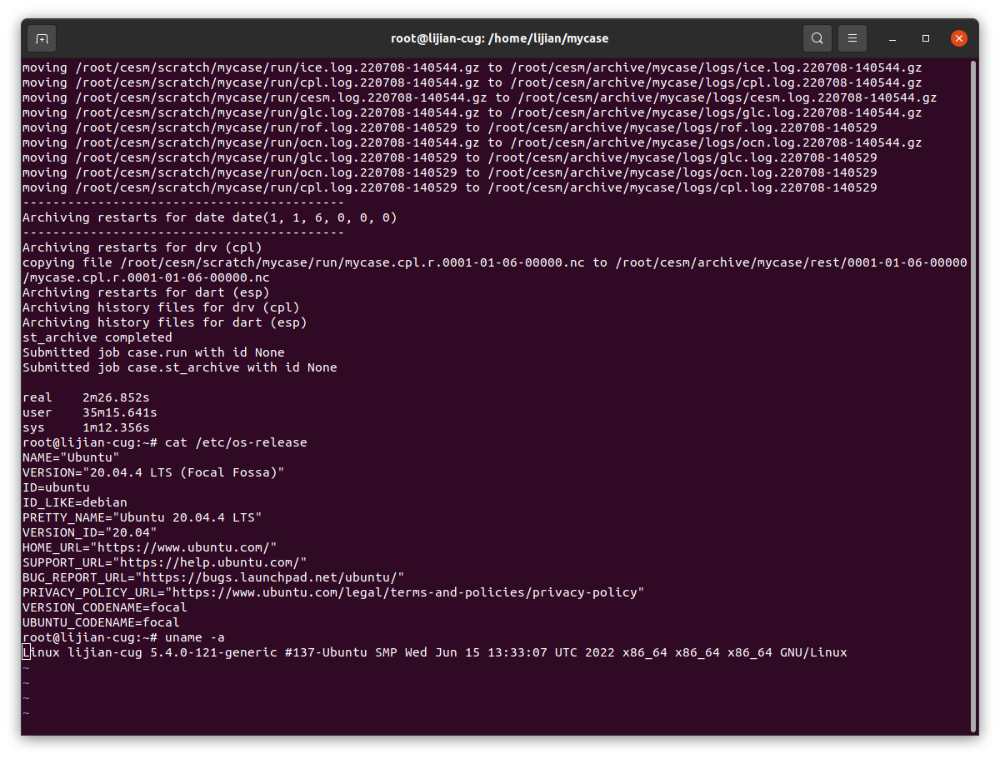 root@lijian-cug: /home/lijian/mycase
moving /root/cesm/scratch/mycase/run/ice.log.220708-140544.gz to /root/cesm/archive/mycase/logs/ice.log.220708-140544.gz
moving /root/cesm/scratch/mycase/run/cpl.log.220708-140544.gz to /root/cesm/archive/mycase/logs/cpl.log.220708-140544.gz
moving /root/cesm/scratch/mycase/run/cesm.log.220708-140544.gz to /root/cesm/archive/mycase/logs/cesm.log.220708-140544.gz
moving /root/cesm/scratch/mycase/run/glc.log.220708-140544.gz to /root/cesm/archive/mycase/logs/glc.log.220708-140544.gz
moving /root/cesm/scratch/mycase/run/rof.log.220708-140529 to /root/cesm/archive/mycase/logs/rof.log.220708-140529
moving /root/cesm/scratch/mycase/run/ocn.log.220708-140544.gz to /root/cesm/archive/mycase/logs/ocn.log.220708-140544.gz
moving /root/cesm/scratch/mycase/run/glc.log.220708-140529 to /root/cesm/archive/mycase/logs/glc.log.220708-140529
moving /root/cesm/scratch/mycase/run/ocn.log.220708-140529 to /root/cesm/archive/mycase/logs/ocn.log.220708-140529
moving /root/cesm/scratch/mycase/run/cpl.log.220708-140529 to /root/cesm/archive/mycase/logs/cpl.log.220708-140529
-------------------------------------------
Archiving restarts for date date(1, 1, 6, 0, 0, 0)
-------------------------------------------
Archiving restarts for drv (cpl)
copying file /root/cesm/scratch/mycase/run/mycase.cpl.r.0001-01-06-00000.nc to /root/cesm/archive/mycase/rest/0001-01-06-00000
/mycase.cpl.r.0001-01-06-00000.nc
Archiving restarts for dart (esp)
Archiving history files for drv (cpl)
Archiving history files for dart (esp)
st_archive completed
Submitted job case.run with id None
Submitted job case.st_archive with id None
real    2m26.852s
user    35m15.641s
sys     1m12.356s
root@lijian-cug:~# cat /etc/os-release
NAME="Ubuntu"
VERSION="20.04.4 LTS (Focal Fossa)"
ID=ubuntu
ID_LIKE=debian
PRETTY_NAME="Ubuntu 20.04.4 LTS"
VERSION_ID="20.04"
HOME_URL="https://www.ubuntu.com/"
SUPPORT_URL="https://help.ubuntu.com/"
BUG_REPORT_URL="https://bugs.launchpad.net/ubuntu/"
PRIVACY_POLICY_URL="https://www.ubuntu.com/legal/terms-and-policies/privacy-policy"
VERSION_CODENAME=focal
UBUNTU_CODENAME=focal
root@lijian-cug:~# uname -a
Linux lijian-cug 5.4.0-121-generic #137-Ubuntu SMP Wed Jun 15 13:33:07 UTC 2022 x86_64 x86_64 x86_64 GNU/Linux
~
~
~
~